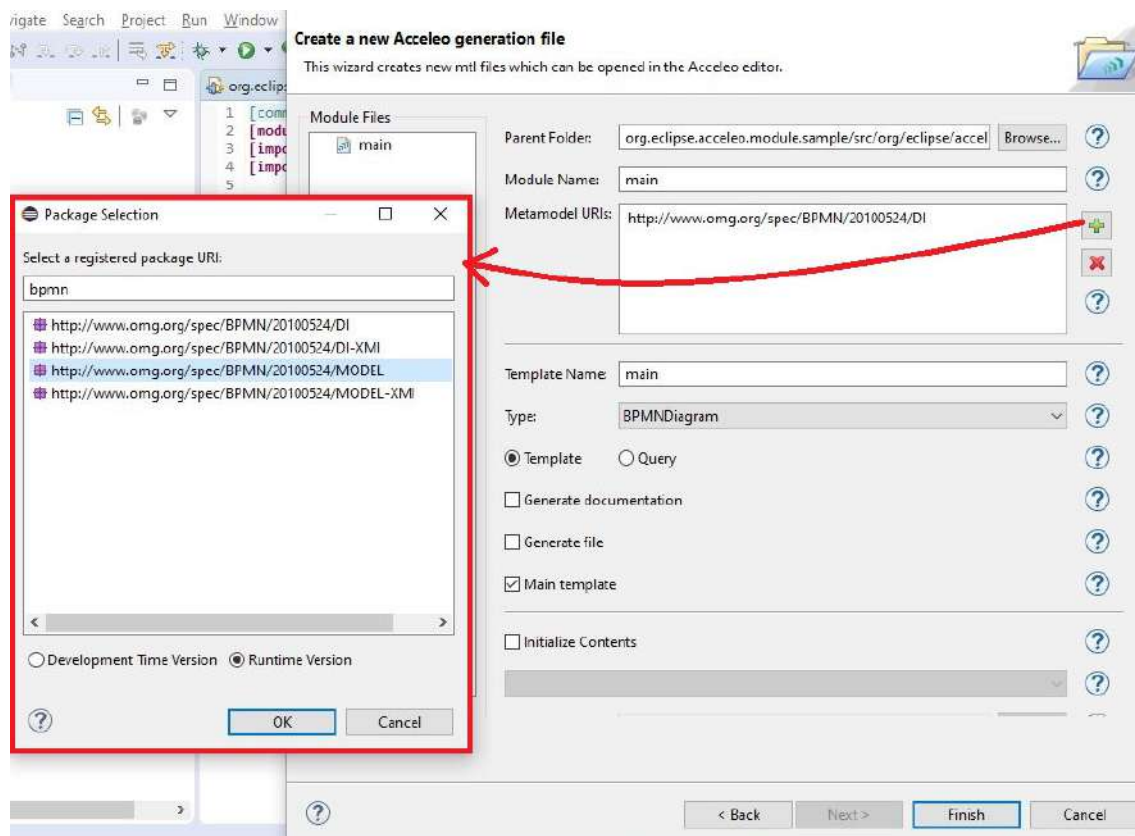 vigate Search Project Run Window
Create a new Acceleo generation file
This wizard creates new mtl files which can be opened in the Acceleo editor.
org.eclip
1 [comm
2 [modu
3 [impo
4 [impo
5
Module Files
main
Parent Folder: org.eclipse.acceleo.module.sample/src/org/eclipse/accel Browse...
Module Name: main
Metamodel URIs: http://www.omg.org/spec/BPMN/20100524/DI
Package Selection
Select a registered package URI:
bpmn
http://www.omg.org/spec/BPMN/20100524/DI
http://www.omg.org/spec/BPMN/20100524/DI-XMI
http://www.omg.org/spec/BPMN/20100524/MODEL
http://www.omg.org/spec/BPMN/20100524/MODEL-XMI
Development Time Version Runtime Version
OK Cancel
Template Name: main
Type: BPMNDiagram
Template Query
Generate documentation
Generate file
Main template
Initialize Contents
< Back Next > Finish Cancel